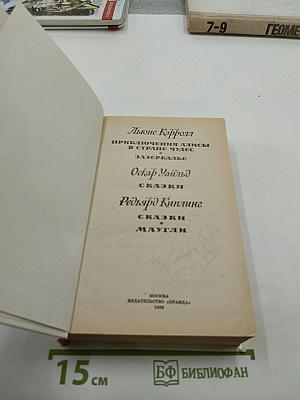 7-9
ГЕОМЕ
Льюис Кэрролл
ПРИКЛЮЧЕНИЯ АЛИСЫ
В СТРАНЕ ЧУДЕС
ЗАЗЕРКАЛЬЕ
Оскар Уайльд
СКАЗКИ
Редьярд Киплинг
СКАЗКИ
МАУГЛИ
МОСКВА
ИЗДАТЕЛЬСТВО «ПРАВДА»
15 см
БФ БИБЛИОФАН